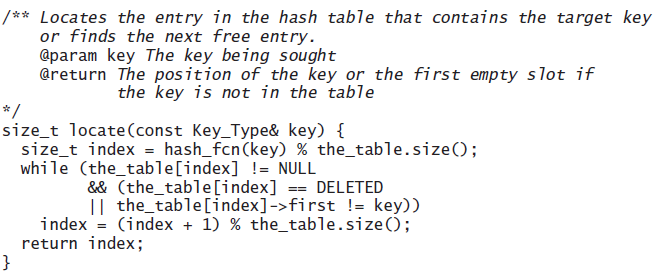 /** Locates the entry in the hash table that contains the target key
    or finds the next free entry.
    @param key The key being sought
    @return The position of the key or the first empty slot if
            the key is not in the table
*/
size_t locate(const Key_Type& key) {
  size_t index = hash_fcn(key) % the_table.size();
  while (the_table[index] != NULL
         && (the_table[index] == DELETED
         || the_table[index]->first != key))
    index = (index + 1) % the_table.size();
  return index;
}